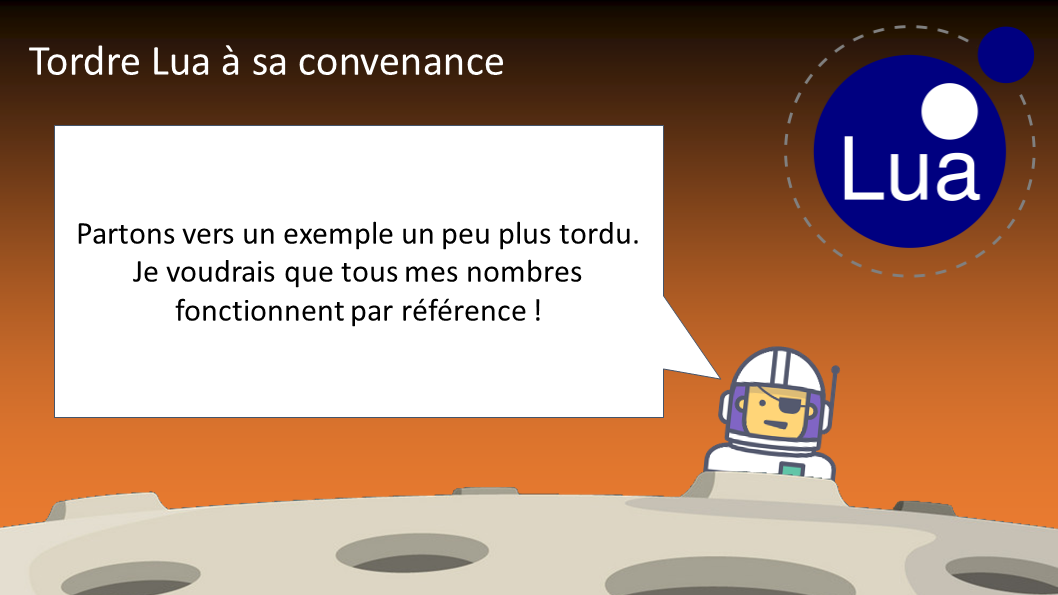 Tordre Lua à sa convenance
Lua
Partons vers un exemple un peu plus tordu.
Je voudrais que tous mes nombres
fonctionnent par référence !